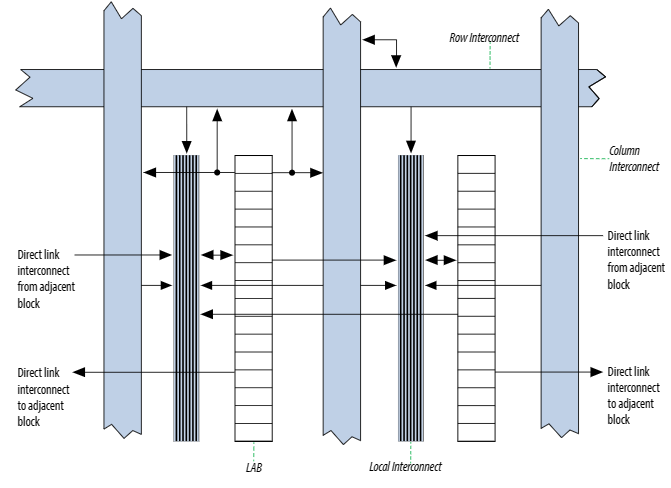 Row Interconnect
Column
Interconnect
Direct link
interconnect
from adjacent
block
Direct link
interconnect
from adjacent
block
Direct link
interconnect
to adjacent
block
Direct link
interconnect
to adjacent
block
LAB
Local Interconnect